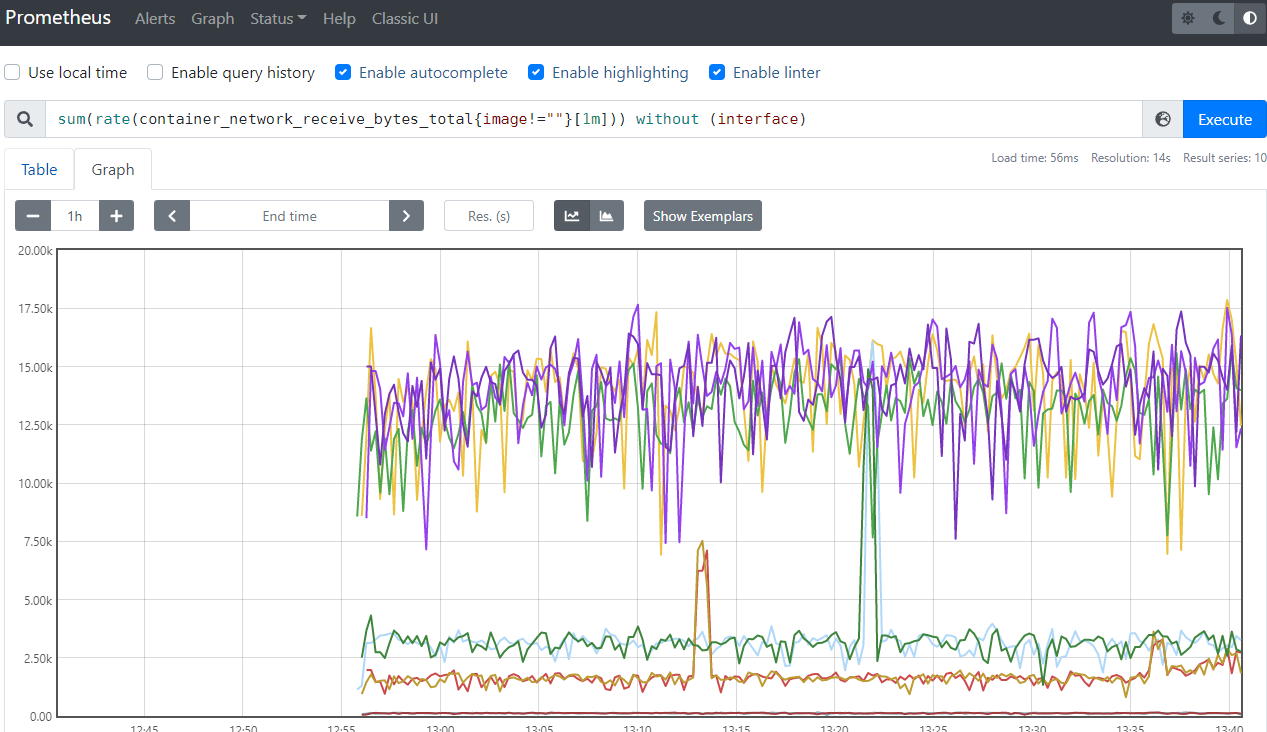 Prometheus Alerts Graph Status Help Classic UI
Use local time Enable query history Enable autocomplete Enable highlighting Enable linter
sum(rate(container_network_receive_bytes_total{image!=""}[1m])) without (interface) Execute
Load time: 56ms Resolution: 14s Result series: 10
Table Graph
1h End time Res. (s) Show Exemplars
20.00k
17.50k
15.00k
12.50k
10.00k
7.50k
5.00k
2.50k
0.00
12:45 12:50 12:55 13:00 13:05 13:10 13:15 13:20 13:25 13:30 13:35 13:40